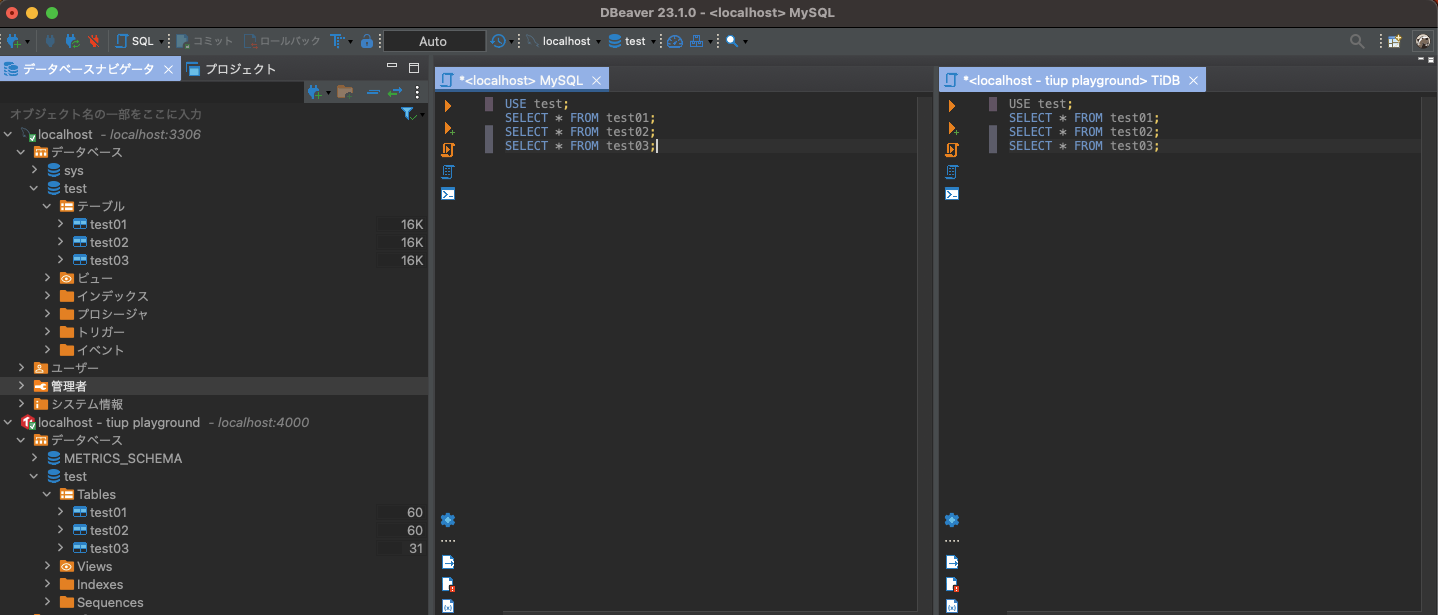 DBeaver 23.1.0 - <localhost> MySQL
SQL コミット ロールバック Auto localhost test
データベースナビゲータ プロジェクト
オブジェクト名の一部をここに入力
localhost - localhost:3306
データベース
sys
test
テーブル
test01 16K
test02 16K
test03 16K
ビュー
インデックス
プロシージャ
トリガー
イベント
ユーザー
管理者
システム情報
localhost - tiup playground - localhost:4000
データベース
METRICS_SCHEMA
test
Tables
test01 60
test02 60
test03 31
Views
Indexes
Sequences
*<localhost> MySQL
USE test;
SELECT * FROM test01;
SELECT * FROM test02;
SELECT * FROM test03;
*<localhost - tiup playground> TiDB
USE test;
SELECT * FROM test01;
SELECT * FROM test02;
SELECT * FROM test03;